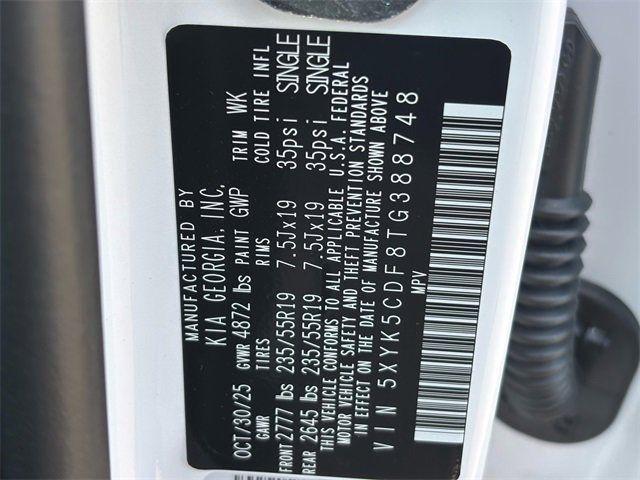 MANUFACTURED BY
KIA GEORGIA, INC.
OCT/30/25 GVWR 4872 lbs PAINT GWP TRIM WK
GAWR TIRES RIMS COLD TIRE INFL
FRONT 2777 lbs 235/55R19 7.5Jx19 35psi SINGLE
REAR 2645 lbs 235/55R19 7.5Jx19 35psi SINGLE
THIS VEHICLE CONFORMS TO ALL APPLICABLE U.S.A. FEDERAL
MOTOR VEHICLE SAFETY AND THEFT PREVENTION STANDARDS
IN EFFECT ON THE DATE OF MANUFACTURE SHOWN ABOVE
VIN 5XYK5CDF8TG388748
MPV